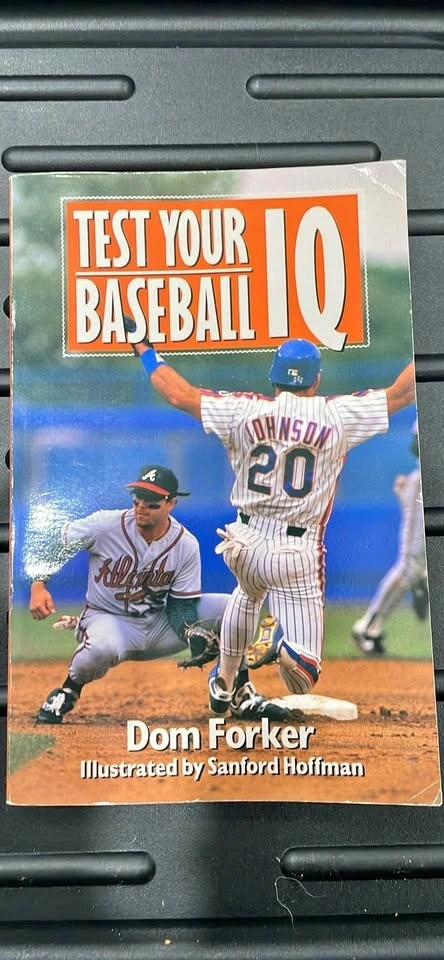 TEST YOUR
BASEBALL
IQ
A
JOHNSON
20
Atlanta
Dom Forker
Illustrated by Sanford Hoffman